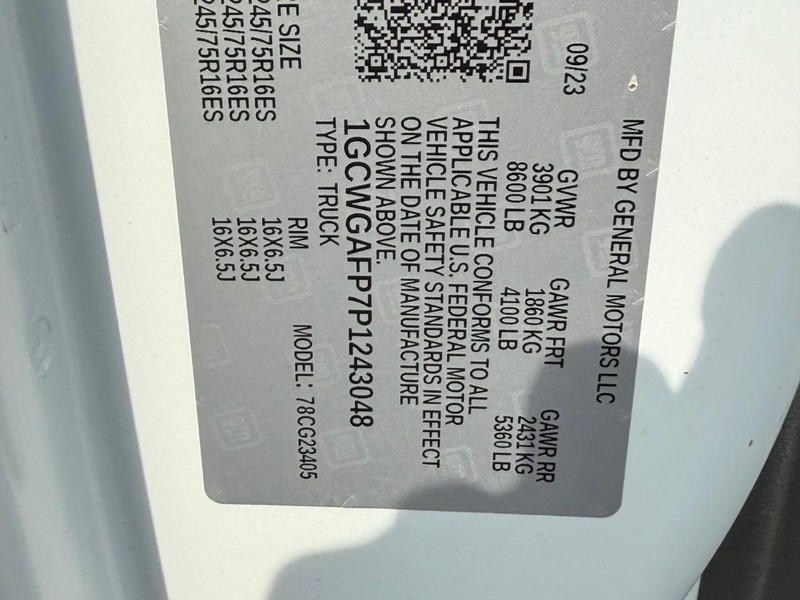 MFD BY GENERAL MOTORS LLC
09/23
GVWR GAWR FRT GAWR RR
3901 KG 1860 KG 2431 KG
8600 LB 4100 LB 5360 LB
THIS VEHICLE CONFORMS TO ALL
APPLICABLE U.S. FEDERAL MOTOR
VEHICLE SAFETY STANDARDS IN EFFECT
ON THE DATE OF MANUFACTURE
SHOWN ABOVE.
1GCWGAFP7P1243048
TYPE: TRUCK MODEL: 78CG23405
SIZE RIM
245/75R16ES 16X6.5J
245/75R16ES 16X6.5J
245/75R16ES 16X6.5J